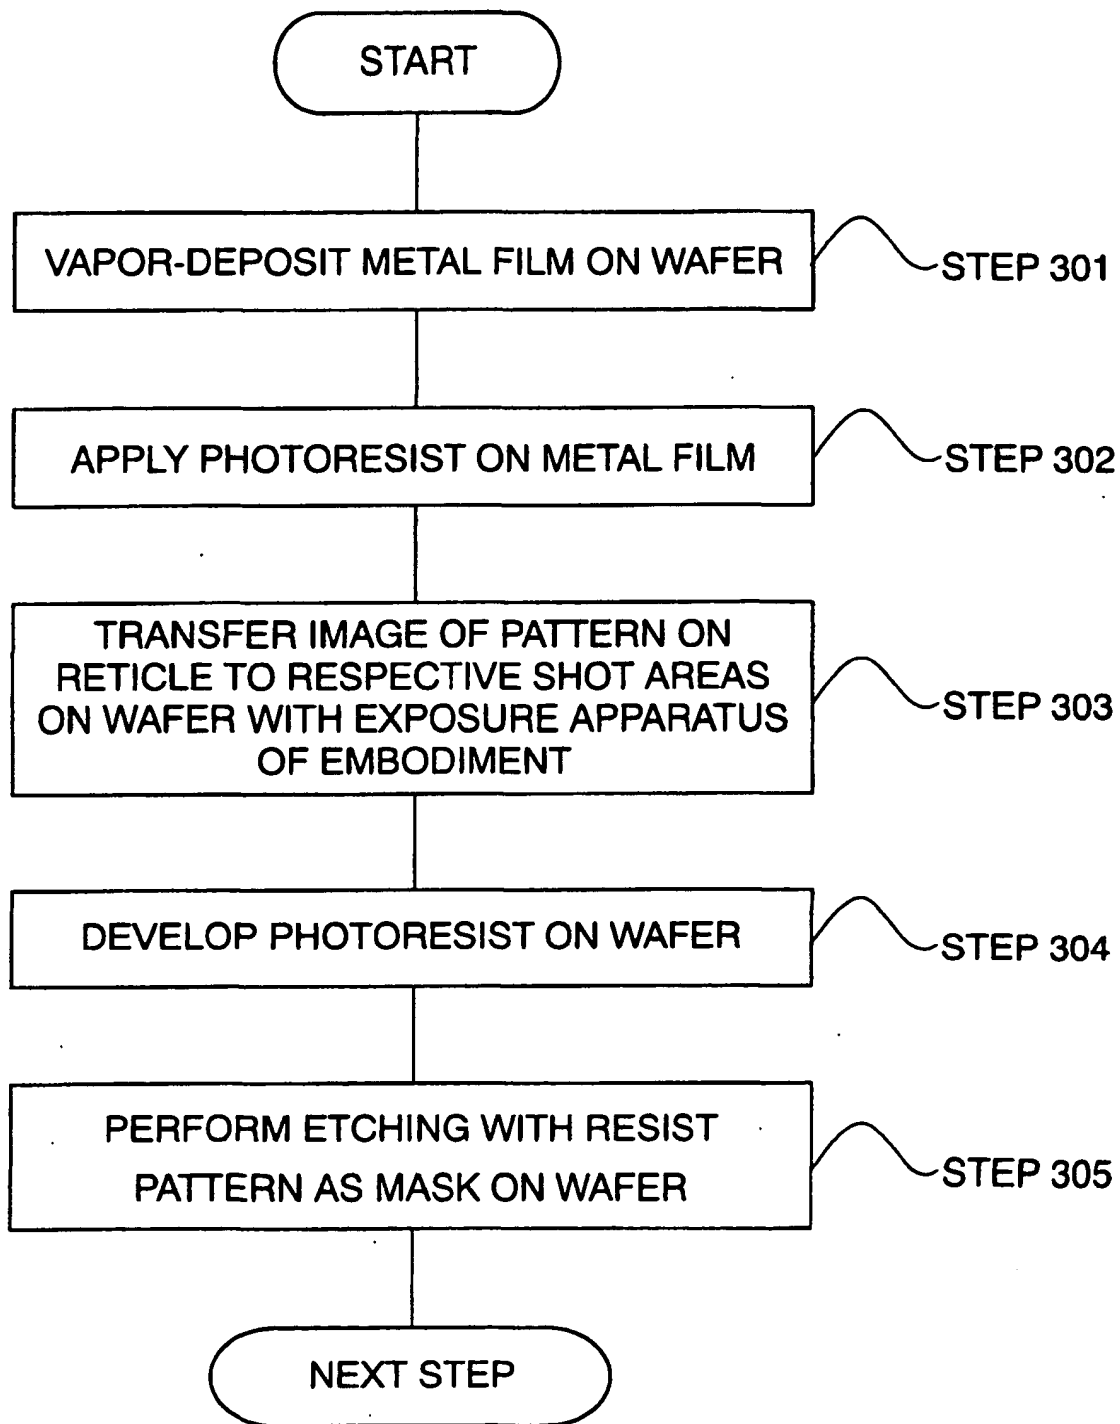 START
VAPOR-DEPOSIT METAL FILM ON WAFER
STEP 301
APPLY PHOTORESIST ON METAL FILM
STEP 302
TRANSFER IMAGE OF PATTERN ON
RETICLE TO RESPECTIVE SHOT AREAS
ON WAFER WITH EXPOSURE APPARATUS
OF EMBODIMENT
STEP 303
DEVELOP PHOTORESIST ON WAFER
STEP 304
PERFORM ETCHING WITH RESIST
PATTERN AS MASK ON WAFER
STEP 305
NEXT STEP